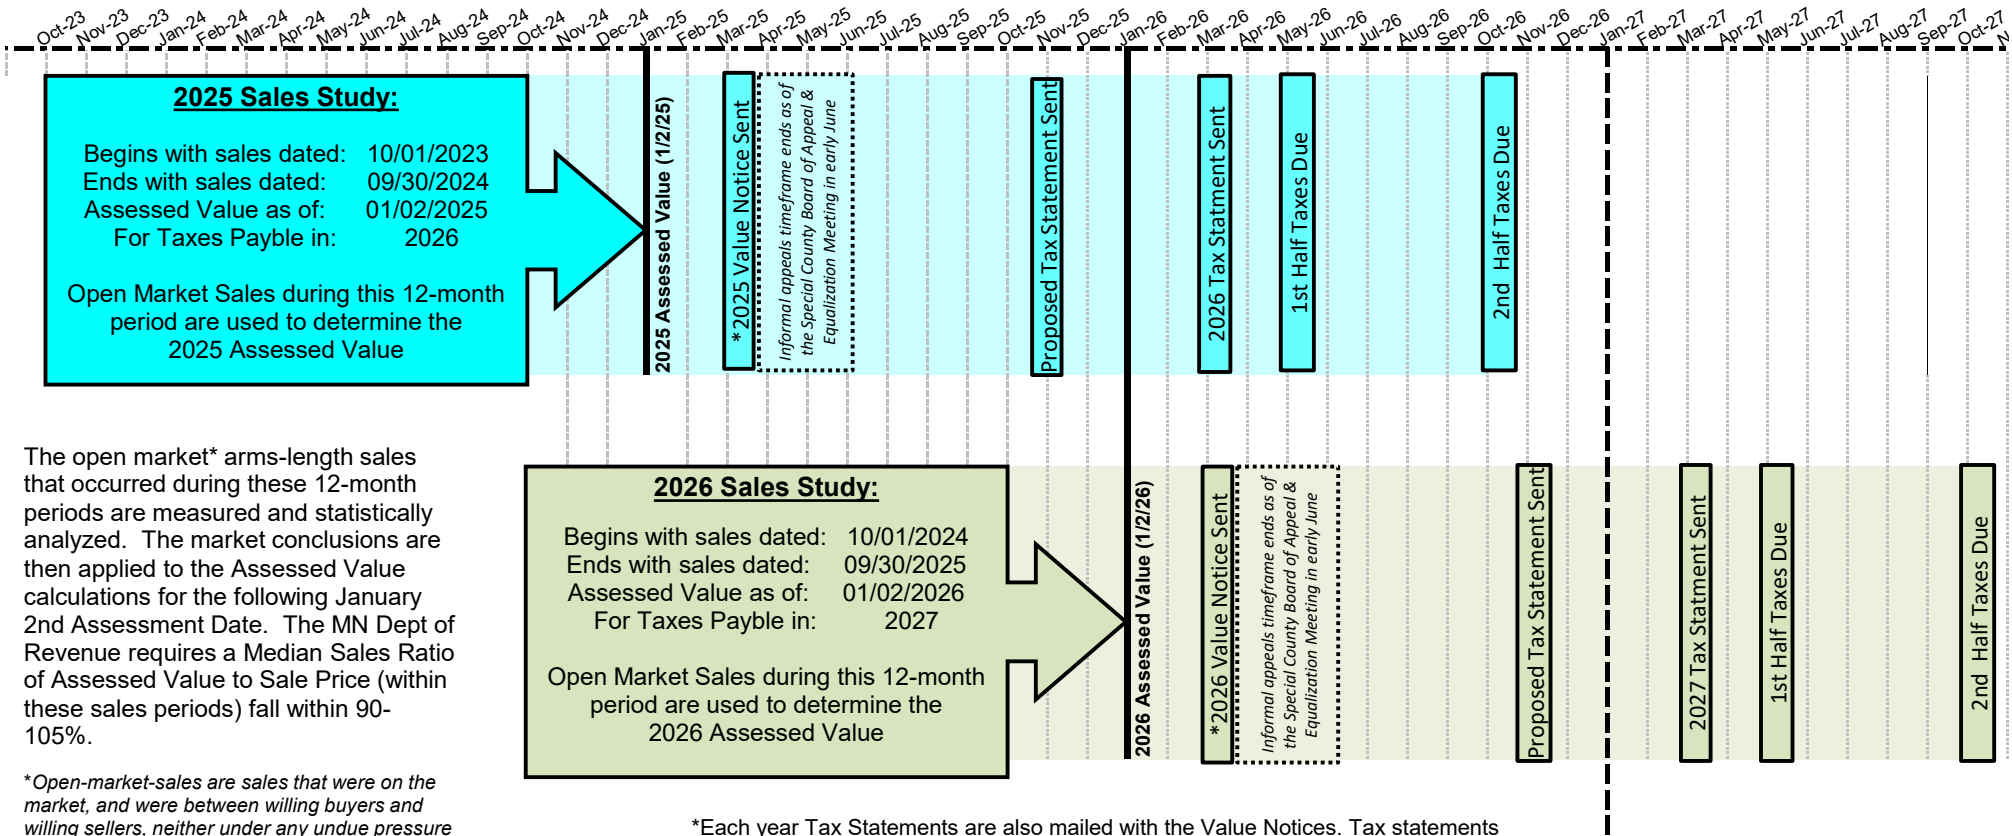 Oct-23
Nov-23
Dec-23
Jan-24
Feb-24
Mar-24
Apr-24
May-24
Jun-24
Jul-24
Aug-24
Sep-24
Oct-24
Nov-24
Dec-24
Jan-25
Feb-25
Mar-25
Apr-25
May-25
Jun-25
Jul-25
Aug-25
Sep-25
Oct-25
Nov-25
Dec-25
Jan-26
Feb-26
Mar-26
Apr-26
May-26
Jun-26
Jul-26
Aug-26
Sep-26
Oct-26
Nov-26
Dec-26
Jan-27
Feb-27
Mar-27
Apr-27
May-27
Jun-27
Jul-27
Aug-27
Sep-27
Oct-27
2025 Sales Study:
Begins with sales dated: 10/01/2023
Ends with sales dated: 09/30/2024
Assessed Value as of: 01/02/2025
For Taxes Payble in: 2026
Open Market Sales during this 12-month
period are used to determine the
2025 Assessed Value
2025 Assessed Value (1/2/25)
*2025 Value Notice Sent
Informal appeals timeframe ends as of
the Special County Board of Appeal &
Equalization Meeting in early June
Proposed Tax Statement Sent
2026 Tax Statment Sent
1st Half Taxes Due
2nd Half Taxes Due
The open market* arms-length sales
that occurred during these 12-month
periods are measured and statistically
analyzed. The market conclusions are
then applied to the Assessed Value
calculations for the following January
2nd Assessment Date. The MN Dept of
Revenue requires a Median Sales Ratio
of Assessed Value to Sale Price (within
these sales periods) fall within 90-
105%.
*Open-market-sales are sales that were on the
market, and were between willing buyers and
willing sellers, neither under any undue pressure
2026 Sales Study:
Begins with sales dated: 10/01/2024
Ends with sales dated: 09/30/2025
Assessed Value as of: 01/02/2026
For Taxes Payble in: 2027
Open Market Sales during this 12-month
period are used to determine the
2026 Assessed Value
2026 Assessed Value (1/2/26)
*2026 Value Notice Sent
Informal appeals timeframe ends as of
the Special County Board of Appeal &
Equalization Meeting in early June
Proposed Tax Statement Sent
2027 Tax Statment Sent
1st Half Taxes Due
2nd Half Taxes Due
*Each year Tax Statements are also mailed with the Value Notices. Tax statements